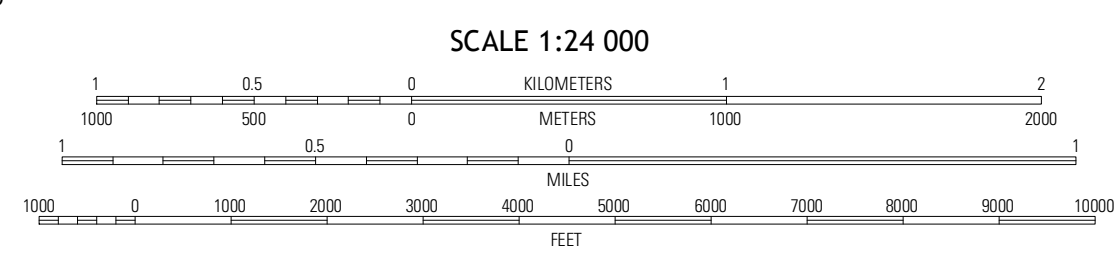 SCALE 1:24 000
1 0.5 0 KILOMETERS 1 2
1000 500 0 METERS 1000 2000
1 0.5 0 1
MILES
1000 0 1000 2000 3000 4000 5000 6000 7000 8000 9000 10000
FEET